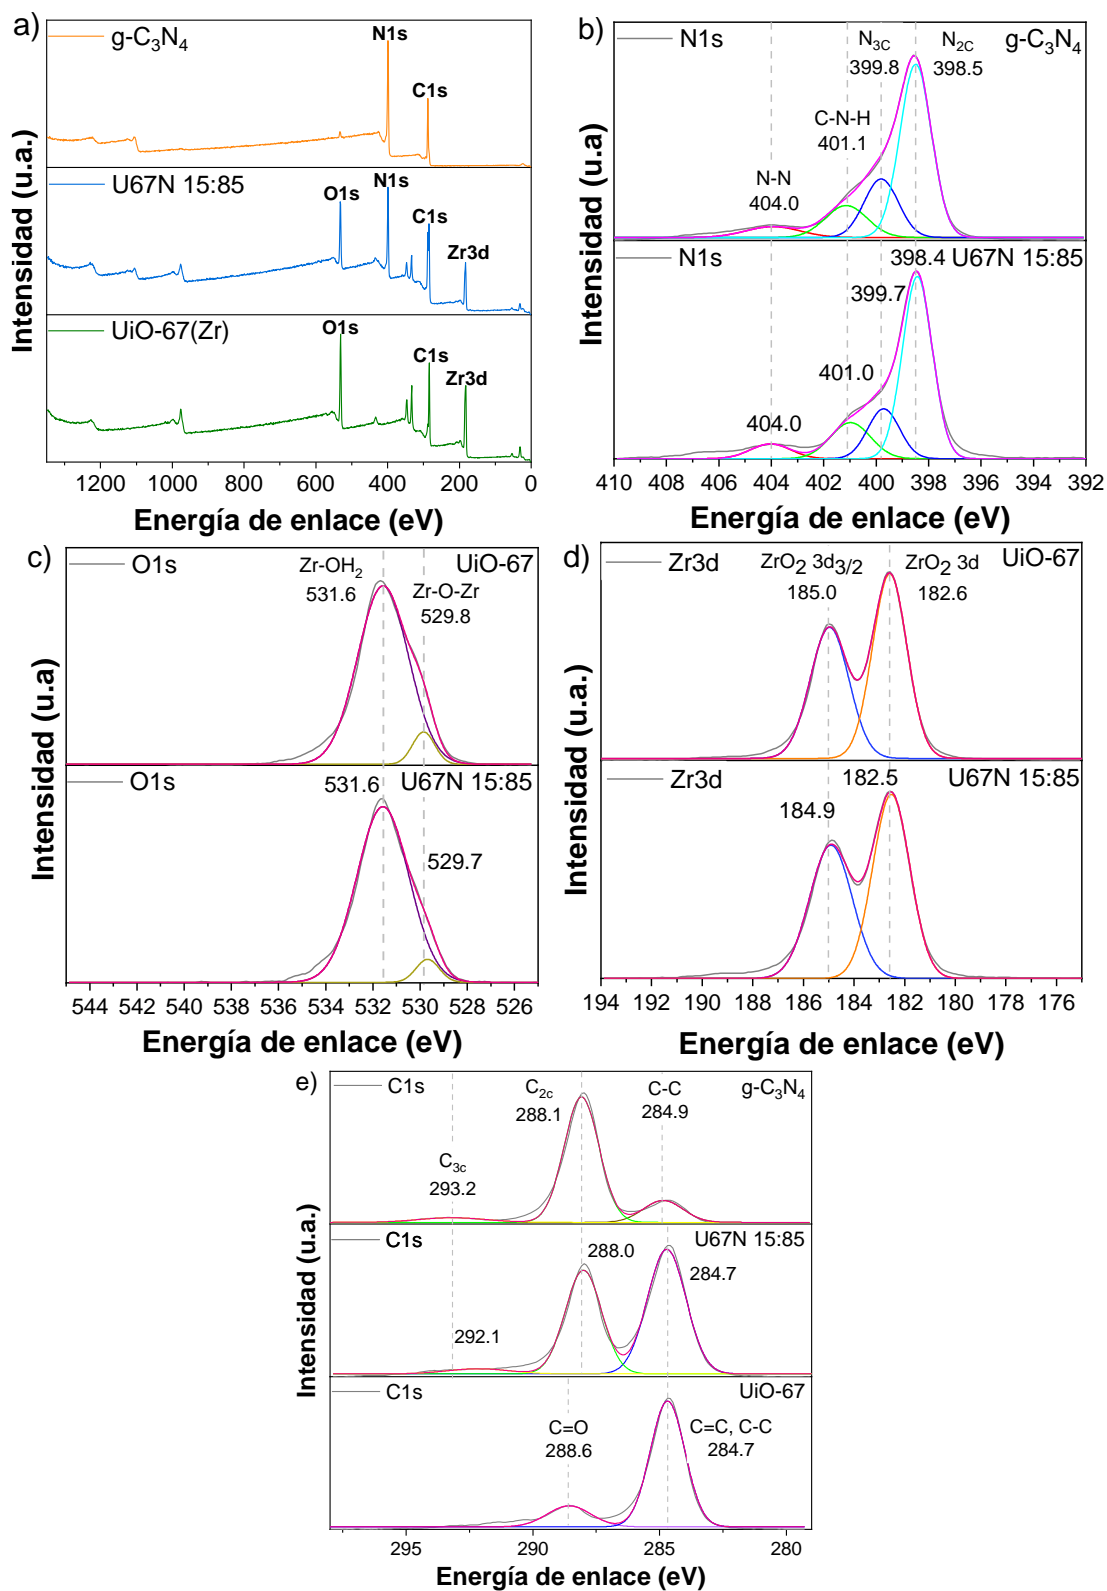 a)
g-C₃N₄
N1s
C1s
U67N 15:85
O1s
N1s
C1s
Zr3d
UiO-67(Zr)
O1s
C1s
Zr3d
Intensidad (u.a.)
1200 1000 800 600 400 200 0
Energía de enlace (eV)
b)
N1s
N3C
399.8
N2C
398.5
g-C₃N₄
C-N-H
401.1
N-N
404.0
N1s
398.4 U67N 15:85
399.7
401.0
404.0
Intensidad (u.a)
410 408 406 404 402 400 398 396 394 392
Energía de enlace (eV)
c)
O1s
Zr-OH₂
531.6
UiO-67
Zr-O-Zr
529.8
O1s
531.6
U67N 15:85
529.7
Intensidad (u.a)
544 542 540 538 536 534 532 530 528 526
Energía de enlace (eV)
d)
Zr3d
ZrO₂ 3d3/2
185.0
ZrO₂ 3d
182.6
UiO-67
Zr3d
182.5
U67N 15:85
184.9
Intensidad (u.a.)
194 192 190 188 186 184 182 180 178 176
Energía de enlace (eV)
e)
C1s
C2c
288.1
C-C
284.9
g-C₃N₄
C3c
293.2
C1s
288.0
U67N 15:85
284.7
292.1
C1s
UiO-67
C=O
288.6
C=C, C-C
284.7
Intensidad (u.a.)
295 290 285 280
Energía de enlace (eV)